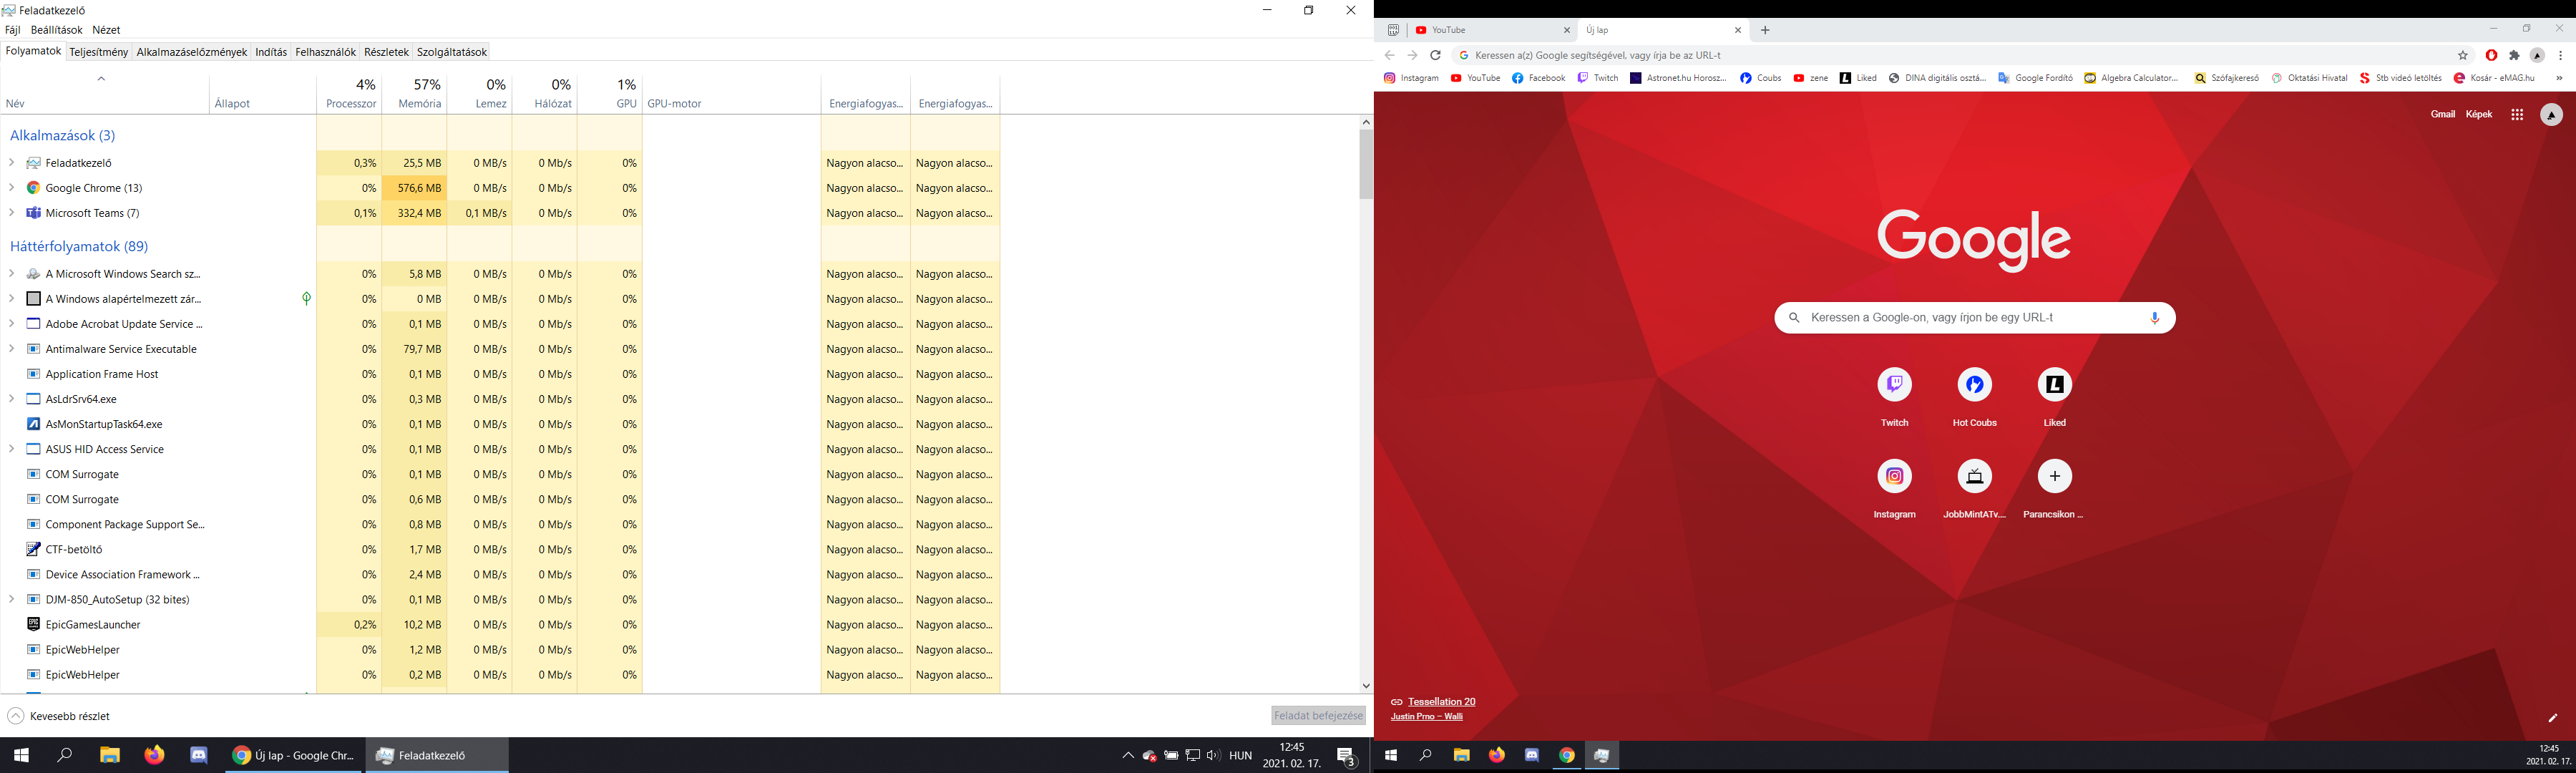 Feladatkezelő
Fájl Beállítások Nézet
Folyamatok Teljesítmény Alkalmazáselőzmények Indítás Felhasználók Részletek Szolgáltatások
4% 57% 0% 0% 1%
Név Állapot Processzor Memória Lemez Hálózat GPU GPU-motor Energiafogyas... Energiafogyas...
Alkalmazások (3)
Feladatkezelő 0,3% 25,5 MB 0 MB/s 0 Mb/s 0% Nagyon alacso... Nagyon alacso...
Google Chrome (13) 0% 576,6 MB 0 MB/s 0 Mb/s 0% Nagyon alacso... Nagyon alacso...
Microsoft Teams (7) 0,1% 332,4 MB 0,1 MB/s 0 Mb/s 0% Nagyon alacso... Nagyon alacso...
Háttérfolyamatok (89)
A Microsoft Windows Search sz... 0% 5,8 MB 0 MB/s 0 Mb/s 0% Nagyon alacso... Nagyon alacso...
A Windows alapértelmezett zár... 0% 0 MB 0 MB/s 0 Mb/s 0% Nagyon alacso... Nagyon alacso...
Adobe Acrobat Update Service ... 0% 0,1 MB 0 MB/s 0 Mb/s 0% Nagyon alacso... Nagyon alacso...
Antimalware Service Executable 0% 79,7 MB 0 MB/s 0 Mb/s 0% Nagyon alacso... Nagyon alacso...
Application Frame Host 0% 0,1 MB 0 MB/s 0 Mb/s 0% Nagyon alacso... Nagyon alacso...
AsLdrSrv64.exe 0% 0,3 MB 0 MB/s 0 Mb/s 0% Nagyon alacso... Nagyon alacso...
AsMonStartupTask64.exe 0% 0,1 MB 0 MB/s 0 Mb/s 0% Nagyon alacso... Nagyon alacso...
ASUS HID Access Service 0% 0,1 MB 0 MB/s 0 Mb/s 0% Nagyon alacso... Nagyon alacso...
COM Surrogate 0% 0,1 MB 0 MB/s 0 Mb/s 0% Nagyon alacso... Nagyon alacso...
COM Surrogate 0% 0,6 MB 0 MB/s 0 Mb/s 0% Nagyon alacso... Nagyon alacso...
Component Package Support Se... 0% 0,8 MB 0 MB/s 0 Mb/s 0% Nagyon alacso... Nagyon alacso...
CTF-betöltő 0% 1,7 MB 0 MB/s 0 Mb/s 0% Nagyon alacso... Nagyon alacso...
Device Association Framework ... 0% 2,4 MB 0 MB/s 0 Mb/s 0% Nagyon alacso... Nagyon alacso...
DJM-850_AutoSetup (32 bites) 0% 0,1 MB 0 MB/s 0 Mb/s 0% Nagyon alacso... Nagyon alacso...
EpicGamesLauncher 0,2% 10,2 MB 0 MB/s 0 Mb/s 0% Nagyon alacso... Nagyon alacso...
EpicWebHelper 0% 1,2 MB 0 MB/s 0 Mb/s 0% Nagyon alacso... Nagyon alacso...
EpicWebHelper 0% 0,2 MB 0 MB/s 0 Mb/s 0% Nagyon alacso... Nagyon alacso...
Kevesebb részlet Feladat befejezése
Új lap - Google Chr... Feladatkezelő HUN 12:45
2021. 02. 17. 3
YouTube Új lap
Keressen a(z) Google segítségével, vagy írja be az URL-t
Instagram YouTube Facebook Twitch Astronet.hu Horosz... Coubs zene Liked DINA digitális osztá... Google Fordító Algebra Calculator... Szófajkereső Oktatási Hivatal Stb videó letöltés Kosár - eMAG.hu »
Gmail Képek
Google
Keressen a Google-on, vagy írjon be egy URL-t
Twitch Hot Coubs Liked
Instagram JobbMintATv.... Parancsikon ...
Tessellation 20
Justin Prno – Walli
12:45
2021. 02. 17.